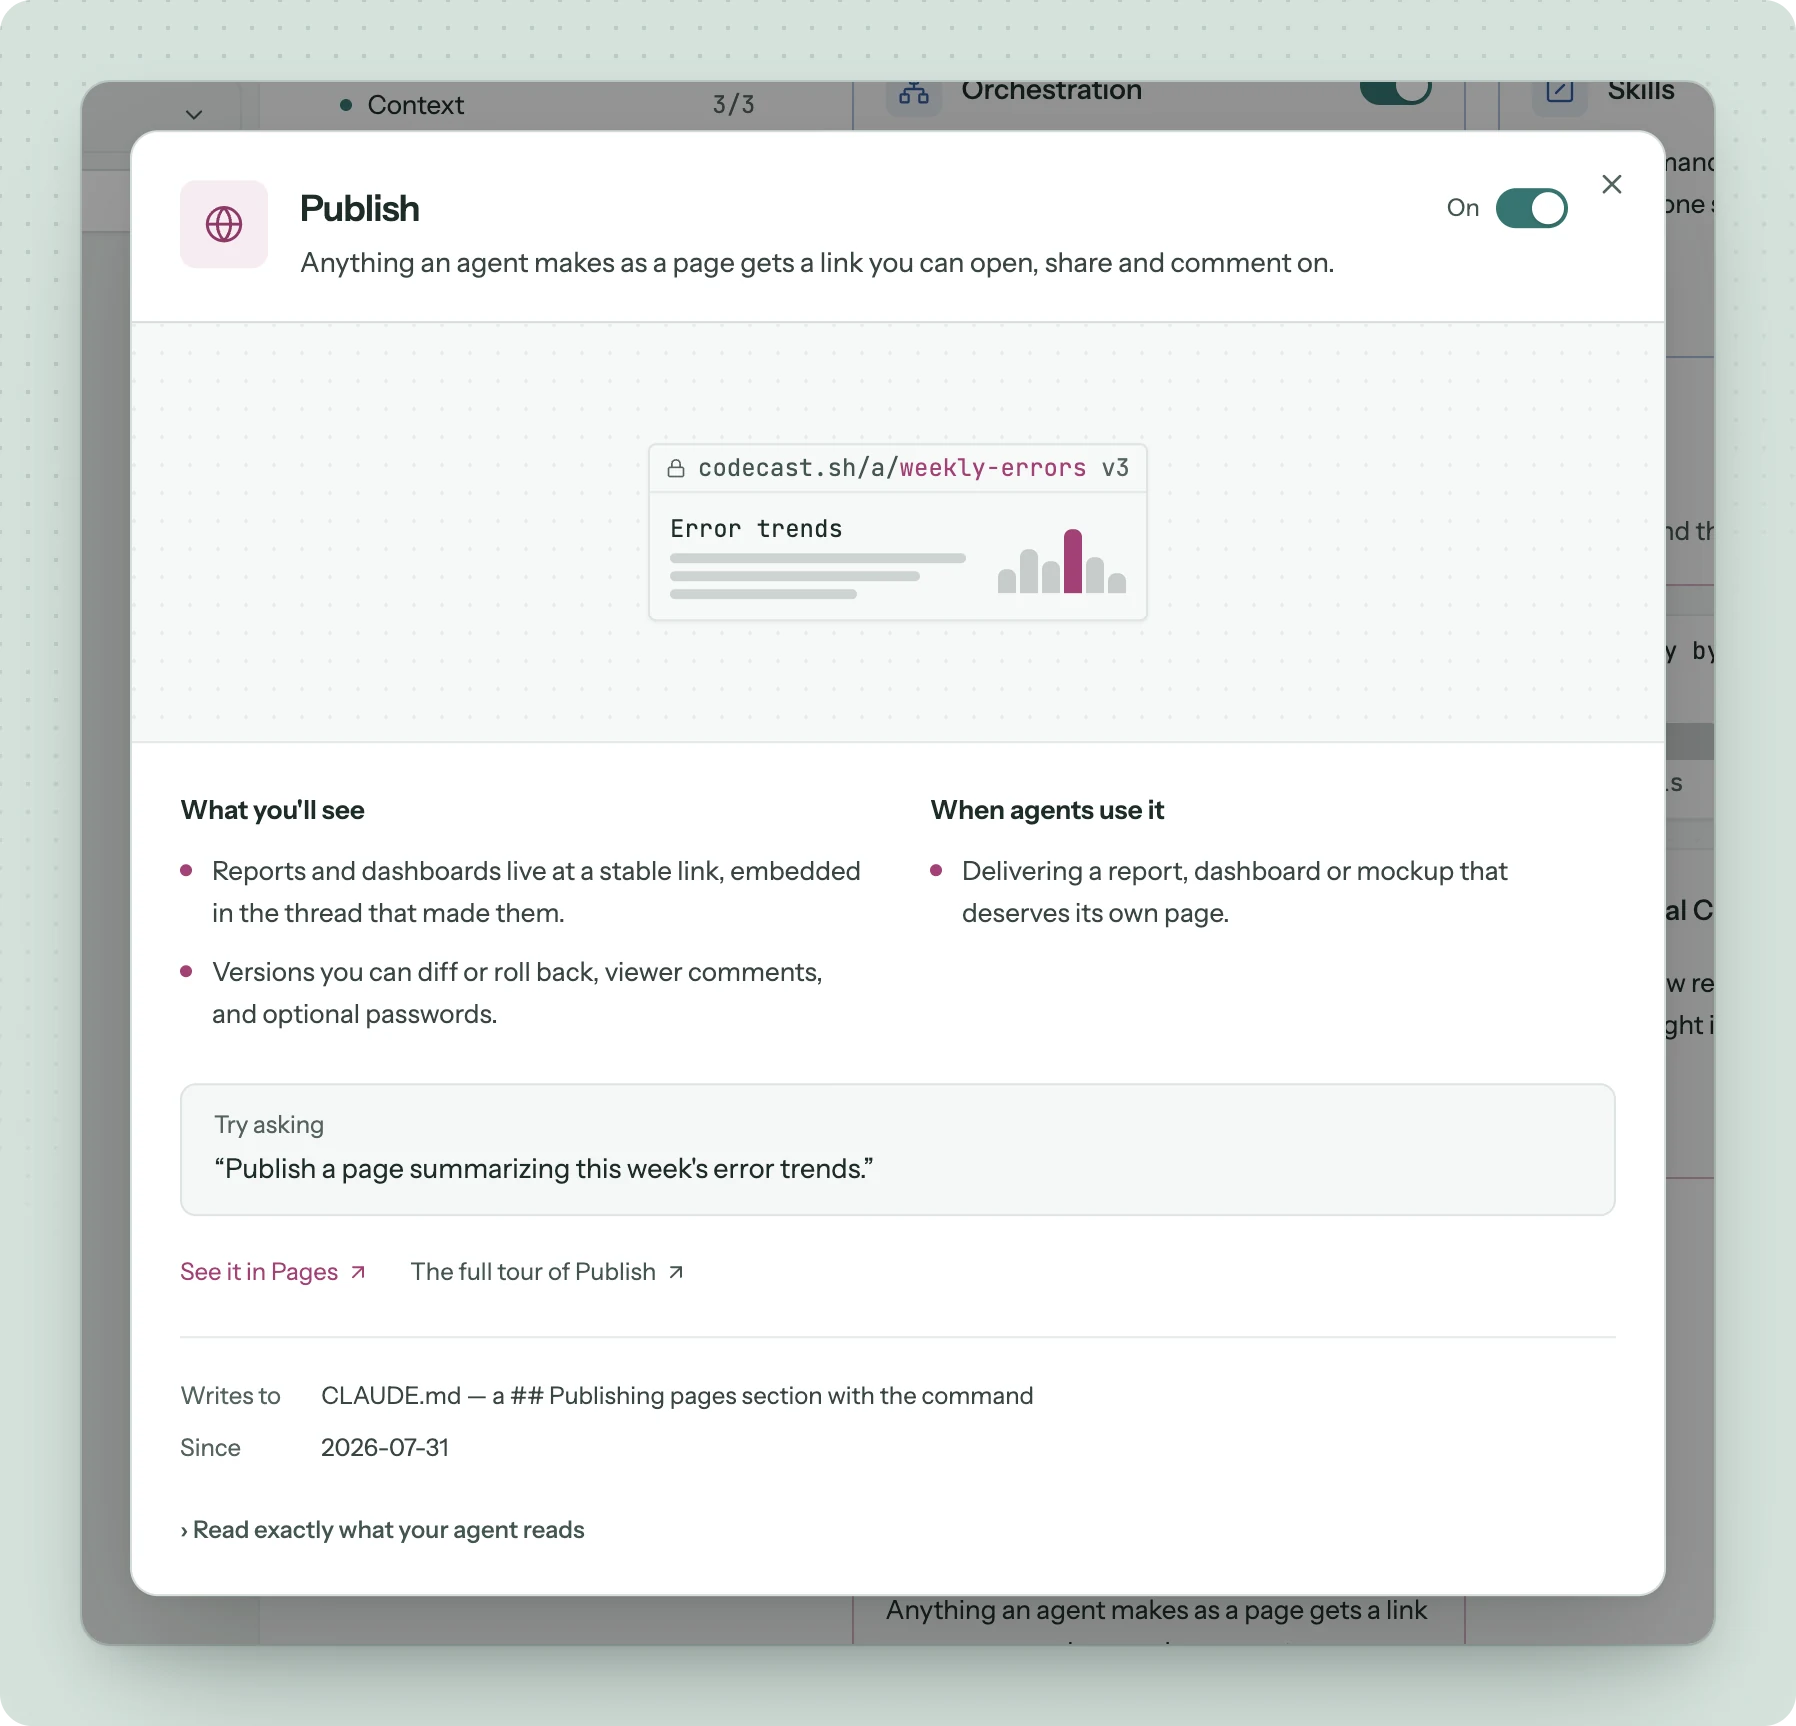 Context 3/3
Orchestration
Skills
Publish
On
Anything an agent makes as a page gets a link you can open, share and comment on.
codecast.sh/a/weekly-errors v3
Error trends
What you'll see
Reports and dashboards live at a stable link, embedded
in the thread that made them.
Versions you can diff or roll back, viewer comments,
and optional passwords.
When agents use it
Delivering a report, dashboard or mockup that
deserves its own page.
Try asking
“Publish a page summarizing this week's error trends.”
See it in Pages ↗
The full tour of Publish ↗
Writes to CLAUDE.md — a ## Publishing pages section with the command
Since 2026-07-31
› Read exactly what your agent reads
Anything an agent makes as a page gets a link